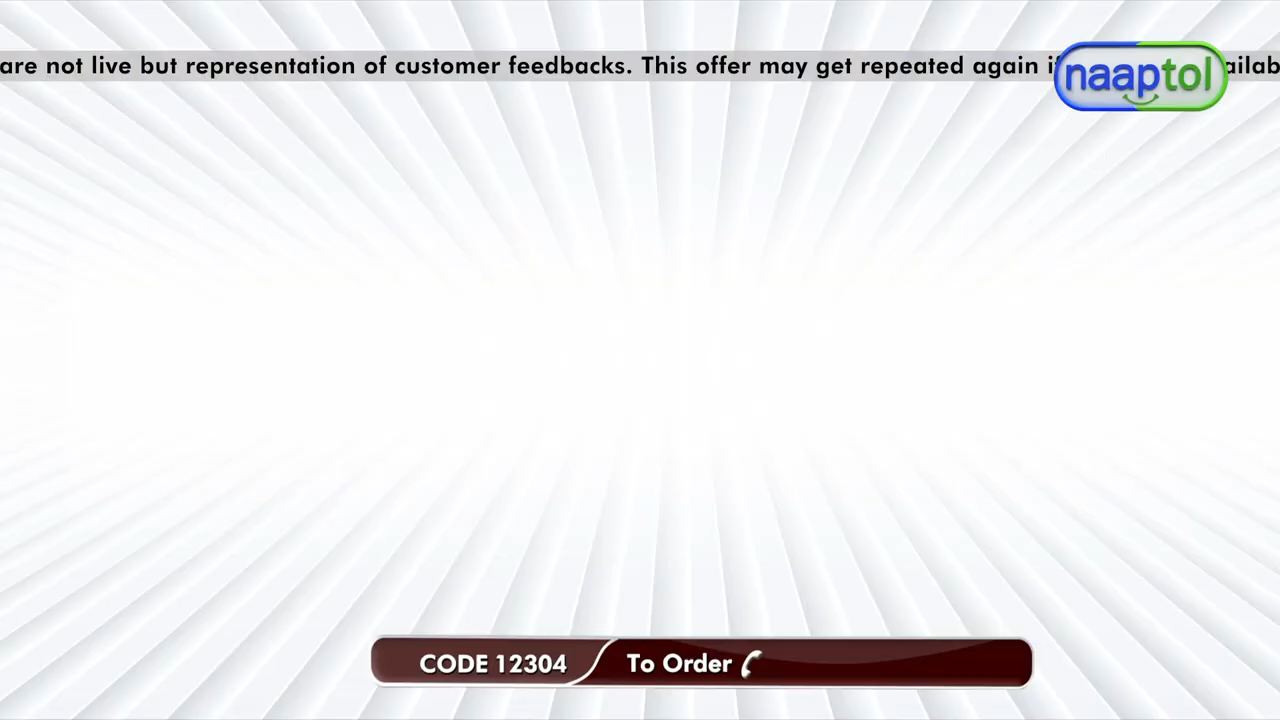 are not live but representation of customer feedbacks. This offer may get repeated again
naaptol
CODE 12304 To Order